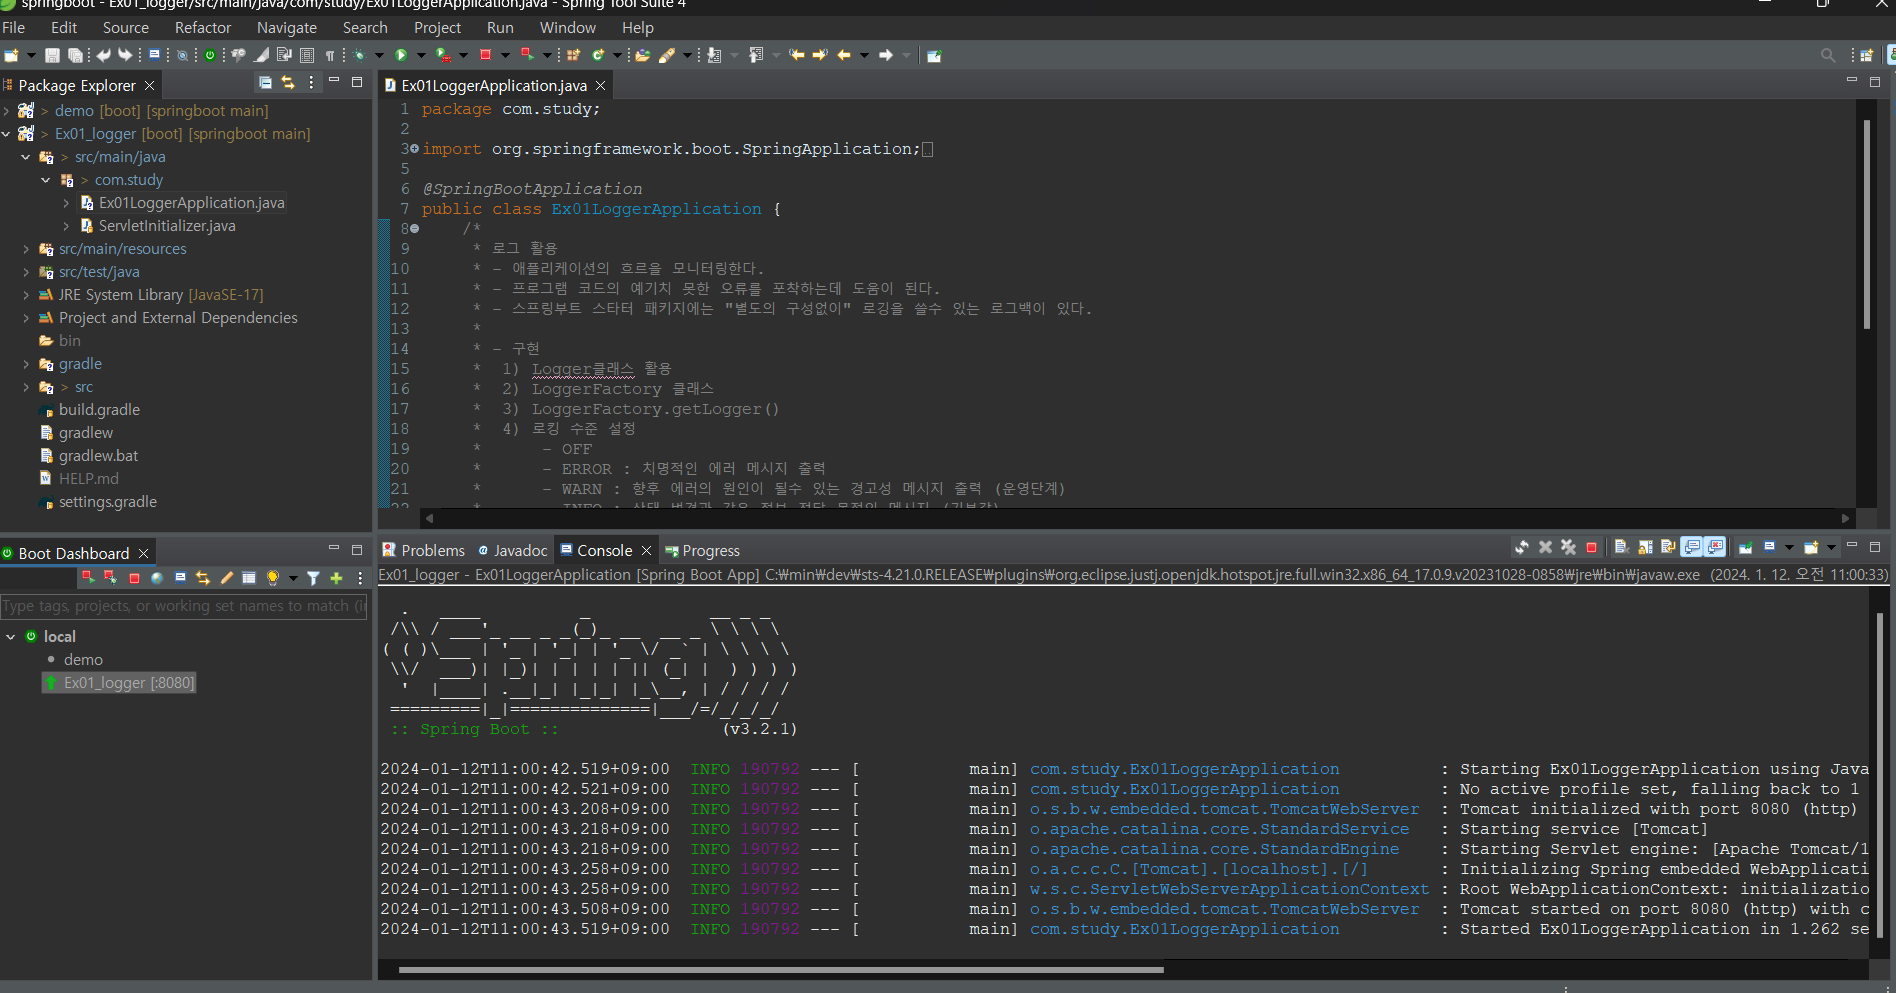 springboot - Ex01_logger/src/main/java/com/study/Ex01LoggerApplication.java - Spring Tool Suite 4
File Edit Source Refactor Navigate Search Project Run Window Help
Package Explorer
> demo [boot] [springboot main]
> Ex01_logger [boot] [springboot main]
> src/main/java
> com.study
Ex01LoggerApplication.java
ServletInitializer.java
src/main/resources
src/test/java
JRE System Library [JavaSE-17]
Project and External Dependencies
bin
gradle
> src
build.gradle
gradlew
gradlew.bat
HELP.md
settings.gradle
Ex01LoggerApplication.java
1 package com.study;
2
3 import org.springframework.boot.SpringApplication;
5
6 @SpringBootApplication
7 public class Ex01LoggerApplication {
8 /*
9 * 로그 활용
10 * - 애플리케이션의 흐르을 모니터링한다.
11 * - 프로그램 코드의 예기치 못한 오류를 포착하는데 도움이 된다.
12 * - 스프링부트 스타터 패키지에는 "별도의 구성없이" 로깅을 쓸수 있는 로그백이 있다.
13 *
14 * - 구현
15 * 1) Logger클래스 활용
16 * 2) LoggerFactory 클래스
17 * 3) LoggerFactory.getLogger()
18 * 4) 로킹 수준 설정
19 * - OFF
20 * - ERROR : 치명적인 에러 메시지 출력
21 * - WARN : 향후 에러의 원인이 될수 있는 경고성 메시지 출력 (운영단계)
22 * - INFO : 상태 변경과 같은 정보 전달 목적의 메시지 (기본값)
Boot Dashboard
Type tags, projects, or working set names to match (i
local
demo
Ex01_logger [:8080]
Problems Javadoc Console Progress
Ex01_logger - Ex01LoggerApplication [Spring Boot App] C:₩min₩dev₩sts-4.21.0.RELEASE₩plugins₩org.eclipse.justj.openjdk.hotspot.jre.full.win32.x86_64_17.0.9.v20231028-0858₩jre₩bin₩javaw.exe (2024. 1. 12. 오전 11:00:33)
:: Spring Boot :: (v3.2.1)
2024-01-12T11:00:42.519+09:00 INFO 190792 --- [ main] com.study.Ex01LoggerApplication : Starting Ex01LoggerApplication using Java
2024-01-12T11:00:42.521+09:00 INFO 190792 --- [ main] com.study.Ex01LoggerApplication : No active profile set, falling back to 1
2024-01-12T11:00:43.208+09:00 INFO 190792 --- [ main] o.s.b.w.embedded.tomcat.TomcatWebServer : Tomcat initialized with port 8080 (http)
2024-01-12T11:00:43.218+09:00 INFO 190792 --- [ main] o.apache.catalina.core.StandardService : Starting service [Tomcat]
2024-01-12T11:00:43.218+09:00 INFO 190792 --- [ main] o.apache.catalina.core.StandardEngine : Starting Servlet engine: [Apache Tomcat/1
2024-01-12T11:00:43.258+09:00 INFO 190792 --- [ main] o.a.c.c.C.[Tomcat].[localhost].[/] : Initializing Spring embedded WebApplicati
2024-01-12T11:00:43.258+09:00 INFO 190792 --- [ main] w.s.c.ServletWebServerApplicationContext : Root WebApplicationContext: initializatio
2024-01-12T11:00:43.508+09:00 INFO 190792 --- [ main] o.s.b.w.embedded.tomcat.TomcatWebServer : Tomcat started on port 8080 (http) with c
2024-01-12T11:00:43.519+09:00 INFO 190792 --- [ main] com.study.Ex01LoggerApplication : Started Ex01LoggerApplication in 1.262 se